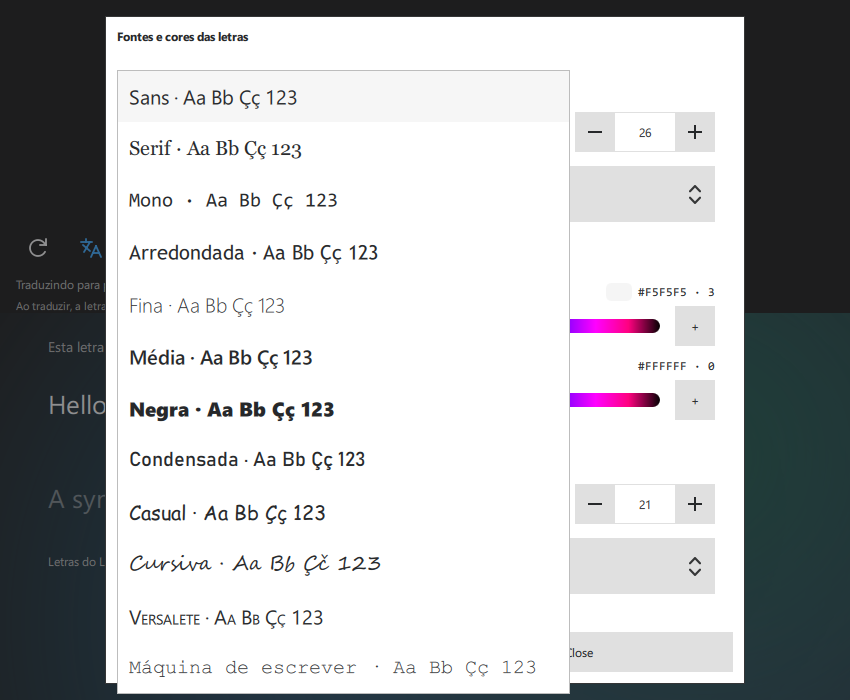 Fontes e cores das letras
Sans · Aa Bb Çç 123
26
Serif · Aa Bb Çç 123
Mono · Aa Bb Çç 123
Arredondada · Aa Bb Çç 123
Traduzindo para
#F5F5F5 · 3
Ao traduzir, a letra
Fina · Aa Bb Çç 123
+
Esta letra
Média · Aa Bb Çç 123
#FFFFFF · 0
+
Hello
Negra · Aa Bb Çç 123
Condensada · Aa Bb Çç 123
A
21
Casual · Aa Bb Çç 123
Letras do
Cursiva · Aa Bb Çč 123
Versalete · Aa Bb Çç 123
Close
Máquina de escrever · Aa Bb Çç 123